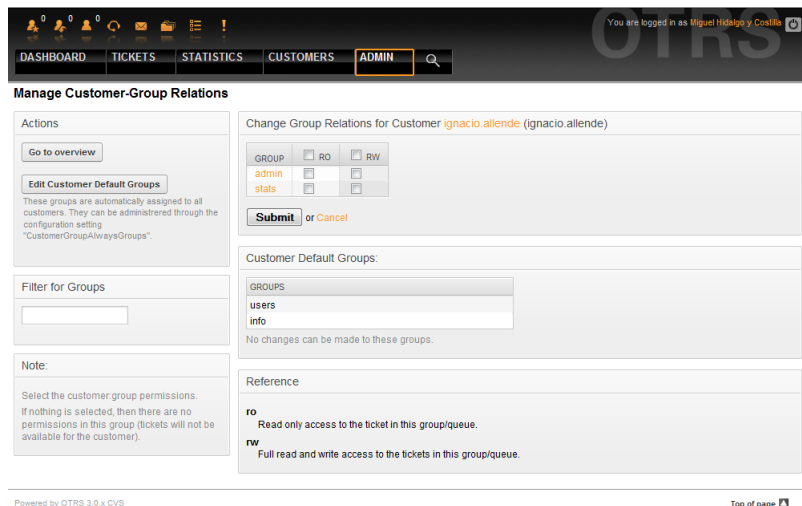 0 0 0
You are logged in as Miguel Hidalgo y Costilla
OTRS
DASHBOARD TICKETS STATISTICS CUSTOMERS ADMIN
Manage Customer-Group Relations
Actions
Go to overview
Edit Customer Default Groups
These groups are automatically assigned to all
customers. They can be administrered through the
configuration setting
"CustomerGroupAlwaysGroups".
Filter for Groups
Note:
Select the customer:group permissions.
If nothing is selected, then there are no
permissions in this group (tickets will not be
available for the customer).
Change Group Relations for Customer ignacio allende (ignacio.allende)
GROUP RO RW
admin
stats
Submit or Cancel
Customer Default Groups:
GROUPS
users
info
No changes can be made to these groups.
Reference
ro
Read only access to the ticket in this group/queue.
rw
Full read and write access to the tickets in this group/queue.
Powered by OTRS 3.0.x CVS
Top of page